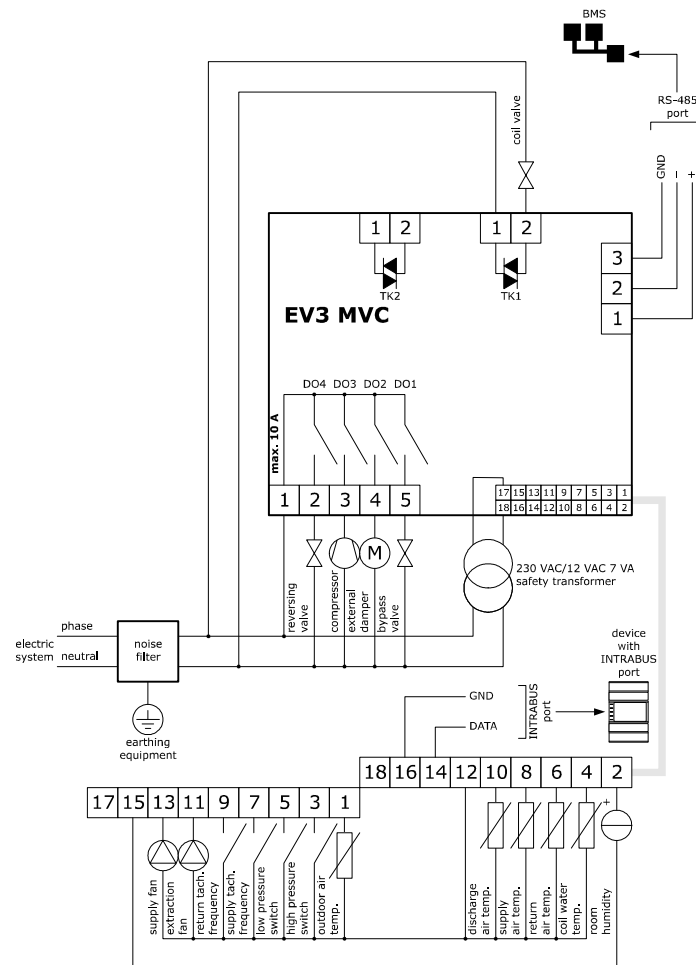 BMS
RS-485
port
coil valve
GND
−
+
1 2
1 2
TK2
TK1
3
2
1
EV3 MVC
DO4 DO3 DO2 DO1
max. 10 A
1 2 3 4 5
17 15 13 11 9 7 5 3 1
18 16 14 12 10 8 6 4 2
M
230 VAC/12 VAC 7 VA
safety transformer
reversing
valve
compressor
external
damper
bypass
valve
phase
electric
system
neutral
noise
filter
earthing
equipment
device
with
INTRABUS
port
GND
DATA
INTRABUS
port
18 16 14 12 10 8 6 4 2
17 15 13 11 9 7 5 3 1
+
supply fan
extraction
fan
return tach.
frequency
supply tach.
frequency
low pressure
switch
high pressure
switch
outdoor air
temp.
discharge
air temp.
supply
air temp.
return
air temp.
coil water
temp.
room
humidity